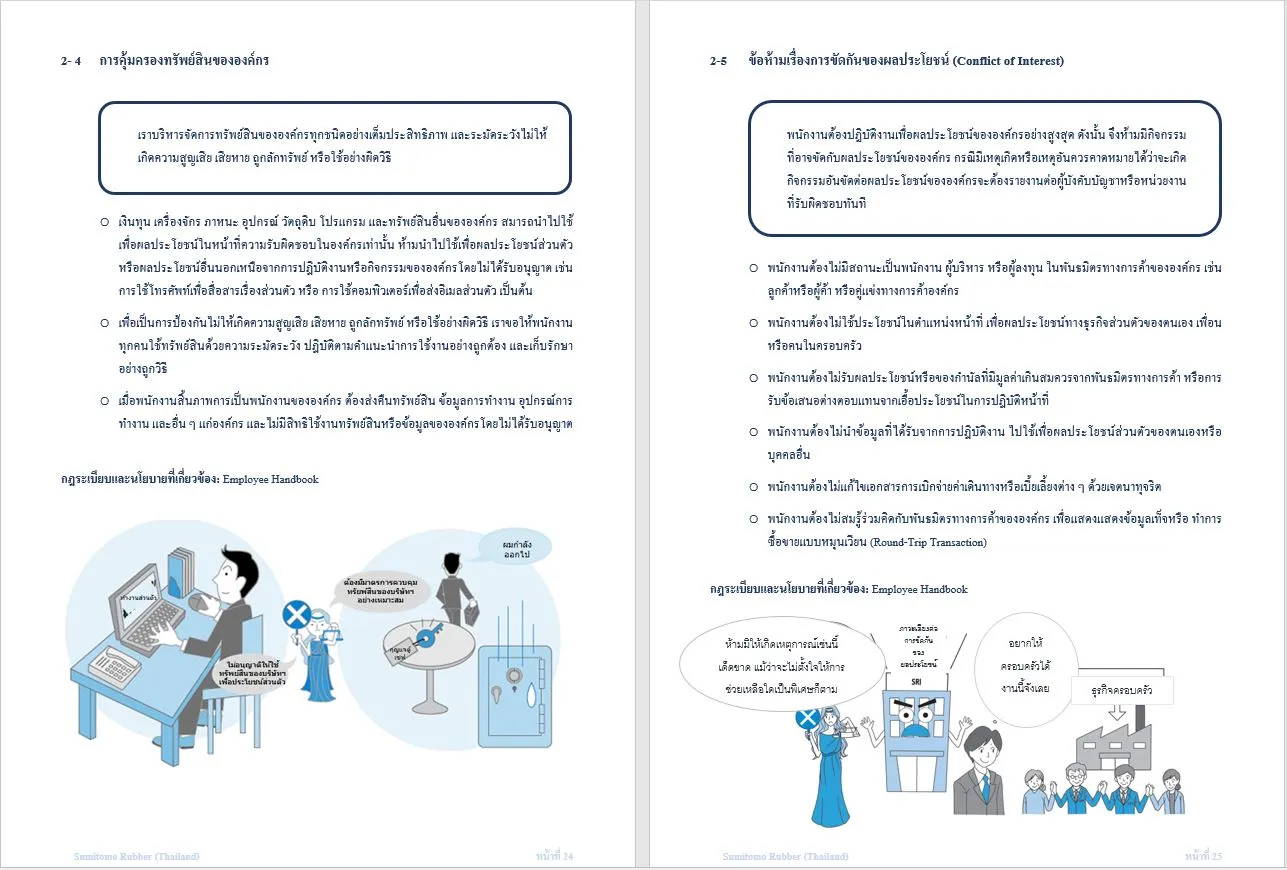 2- 4 การคุ้มครองทรัพย์สินขององค์กร
เราบริหารจัดการทรัพย์สินขององค์กรทุกชนิดอย่างเต็มประสิทธิภาพ และระมัดระวังไม่ให้
เกิดความสูญเสีย เสียหาย ถูกลักทรัพย์ หรือใช้อย่างผิดวิธี
เงินทุน เครื่องจักร ภาหนะ อุปกรณ์ วัตถุดิบ โปรแกรม และทรัพย์สินอื่นขององค์กร สมารถนำไปใช้
เพื่อผลประโยชน์ในหน้าที่ความรับผิดชอบในองค์กรเท่านั้น ห้ามนำไปใช้เพื่อผลประโยชน์ส่วนตัว
หรือผลประโยชน์อื่นนอกเหนือจากการปฏิบัติงานหรือกิจกรรมขององค์กรโดยไม่ได้รับอนุญาต เช่น
การใช้โทรศัพท์เพื่อสื่อสารเรื่องส่วนตัว หรือ การใช้คอมพิวเตอร์เพื่อส่งอิเมลส่วนตัว เป็นต้น
เพื่อเป็นการป้องกันไม่ให้เกิดความสูญเสีย เสียหาย ถูกลักทรัพย์ หรือใช้อย่างผิดวิธี เราขอให้พนักงาน
ทุกคนใช้ทรัพย์สินด้วยความระมัดระวัง ปฏิบัติตามคำแนะนำการใช้งานอย่างถูกต้อง และเก็บรักษา
อย่างถูกวิธี
เมื่อพนักงานสิ้นภาพการเป็นพนักงานขององค์กร ต้องส่งคืนทรัพย์สิน ข้อมูลการทำงาน อุปกรณ์การ
ทำงาน และอื่น ๆ แก่องค์กร และไม่มีสิทธิใช้งานทรัพย์สินหรือข้อมูลขององค์กรโดยไม่ได้รับอนุญาต
กฎระเบียบและนโยบายที่เกี่ยวข้อง: Employee Handbook
ผมกำลัง
ออกไป
ต้องมีมาตรการควบคุม
ทรัพย์สินของบริษัทฯ
อย่างเหมาะสม
ทำงานส่วนตัว
กุญแจตู้
เซฟ
ไม่อนุญาติให้ใช้
ทรัพย์สินของบริษัทฯ
เพื่อประโยชน์ส่วนตัว
Sumitomo Rubber (Thailand)
หน้าที่ 24
2-5 ข้อห้ามเรื่องการขัดกันของผลประโยชน์ (Conflict of Interest)
พนักงานต้องปฏิบัติงานเพื่อผลประโยชน์ขององค์กรอย่างสูงสุด ดังนั้น จึงห้ามมีกิจกรรม
ที่อาจขัดกับผลประโยชน์ขององค์กร กรณีมีเหตุเกิดหรือเหตุอันควรคาดหมายได้ว่าจะเกิด
กิจกรรมอันขัดต่อผลประโยชน์ขององค์กรจะต้องรายงานต่อผู้บังคับบัญชาหรือหน่วยงาน
ที่รับผิดชอบทันที
พนักงานต้องไม่มีสถานะเป็นพนักงาน ผู้บริหาร หรือผู้ลงทุน ในพันธมิตรทางการค้าขององค์กร เช่น
ลูกค้าหรือผู้ค้า หรือคู่แข่งทางการค้าองค์กร
พนักงานต้องไม่ใช้ประโยชน์ในตำแหน่งหน้าที่ เพื่อผลประโยชน์ทางธุรกิจส่วนตัวของตนเอง เพื่อน
หรือคนในครอบครัว
พนักงานต้องไม่รับผลประโยชน์หรือของกำนัลที่มีมูลค่าเกินสมควรจากพันธมิตรทางการค้า หรือการ
รับข้อเสนอต่างตอบแทนจากเอื้อประโยชน์ในการปฏิบัติหน้าที่
พนักงานต้องไม่นำข้อมูลที่ได้รับจากการปฏิบัติงาน ไปใช้เพื่อผลประโยชน์ส่วนตัวของตนเองหรือ
บุคคลอื่น
พนักงานต้องไม่แก้ไขเอกสารการเบิกจ่ายค่าเดินทางหรือเบี้ยเลี้ยงต่าง ๆ ด้วยเจตนาทุจริต
พนักงานต้องไม่สมรู้ร่วมคิดกับพันธมิตรทางการค้าขององค์กร เพื่อแสดงแสดงข้อมูลเท็จหรือ ทำการ
ซื้อขายแบบหมุนเวียน (Round-Trip Transaction)
กฎระเบียบและนโยบายที่เกี่ยวข้อง: Employee Handbook
ห้ามมิให้เกิดเหตุการณ์เช่นนี้
เด็ดขาด แม้ว่าจะไม่ตั้งใจให้การ
ช่วยเหลือใดเป็นพิเศษก็ตาม
การขัดกัน
ของ
ผลประโยชน์
SRI
อยากให้
ครอบครัวได้
งานนี้จังเลย
ธุรกิจครอบครัว
Sumitomo Rubber (Thailand)
หน้าที่ 25